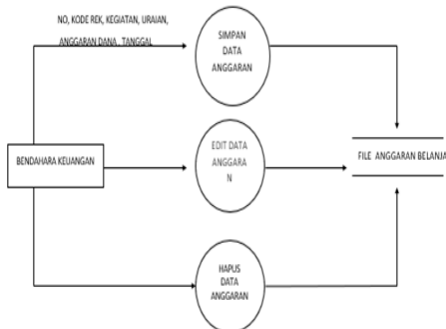 NO, KODE REK, KEGIATAN, URAIAN,
ANGGARAN DANA . TANGGAL
SIMPAN
DATA
ANGGARAN
BENDAHARA KEUANGAN
EDIT DATA
ANGGARA
N
FILE ANGGARAN BELANJA
HAPUS
DATA
ANGGARAN